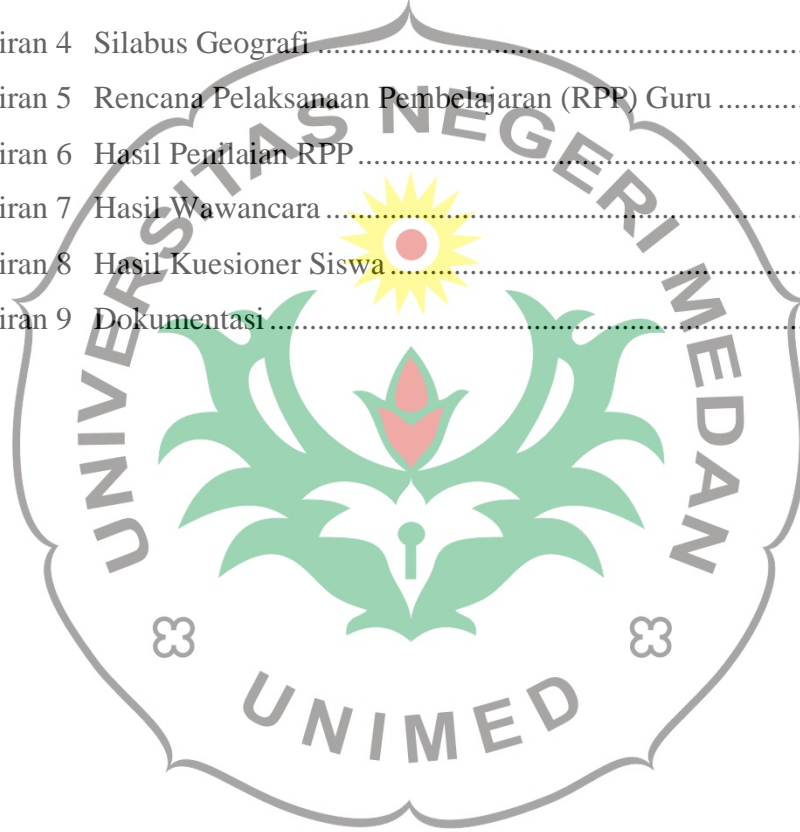 iran 4 Silabus Geografi ........................................................
iran 5 Rencana Pelaksanaan Pembelajaran (RPP) Guru ..........
iran 6 Hasil Penilaian RPP ....................................................
iran 7 Hasil Wawancara ........................................................
iran 8 Hasil Kuesioner Siswa ................................................
iran 9 Dokumentasi ..............................................................
UNIVERSITAS NEGERI MEDAN
UNIMED